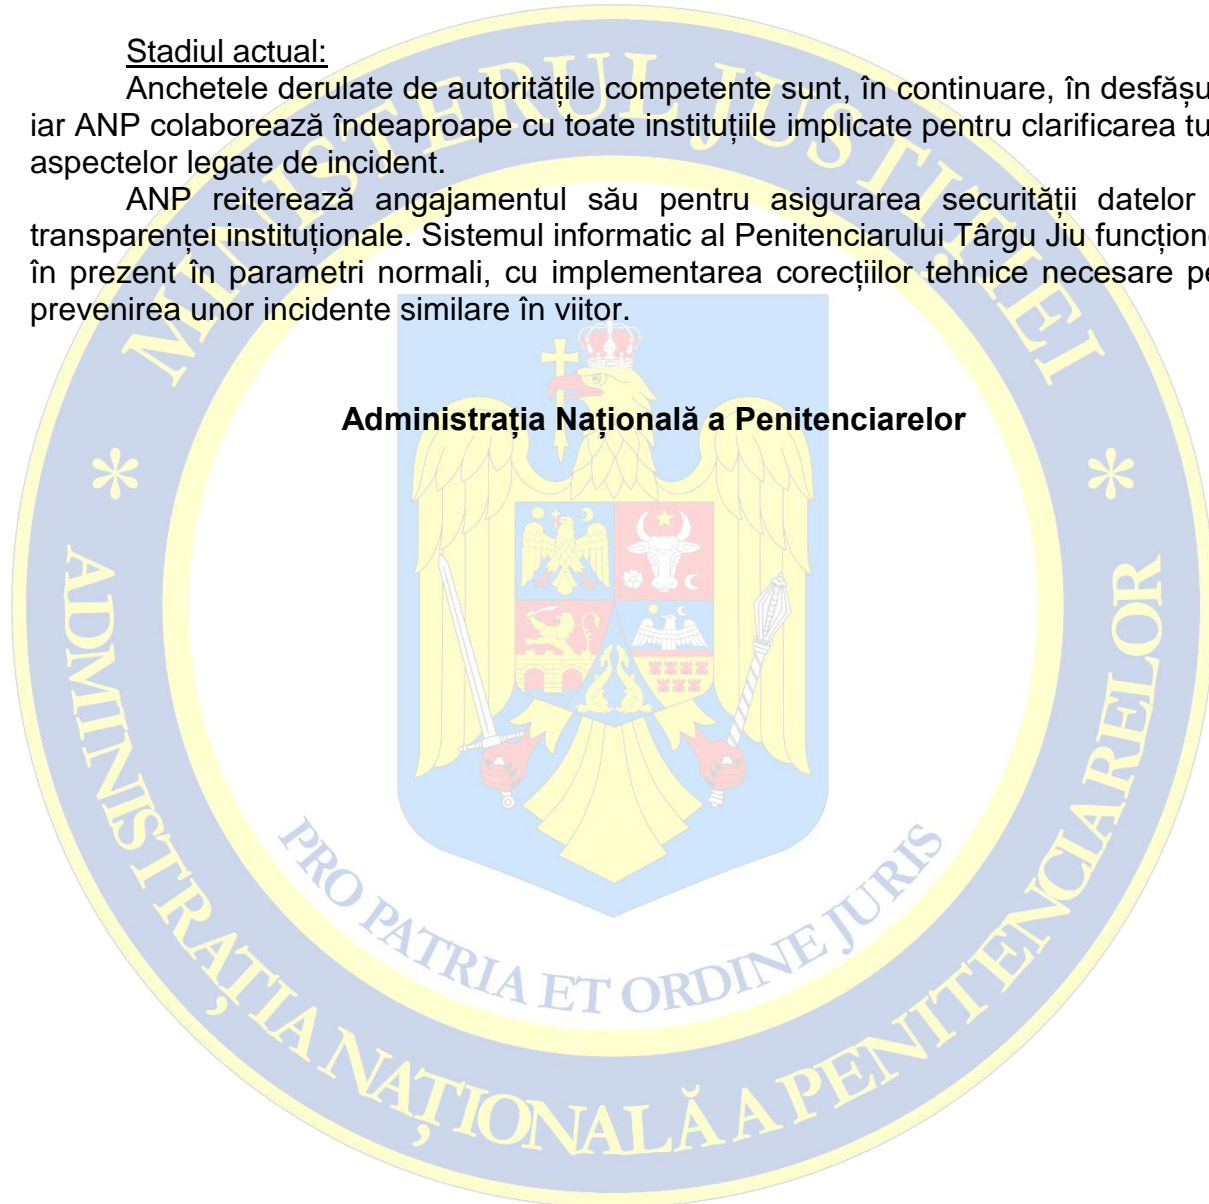 Stadiul actual:
Anchetele derulate de autoritățile competente sunt, în continuare, în desfășu
iar ANP colaborează îndeaproape cu toate instituțiile implicate pentru clarificarea tu
aspectelor legate de incident.
ANP reiterează angajamentul său pentru asigurarea securității datelor
transparenței instituționale. Sistemul informatic al Penitenciarului Târgu Jiu funcțion
în prezent în parametri normali, cu implementarea corecțiilor tehnice necesare pe
prevenirea unor incidente similare în viitor.
Administrația Națională a Penitenciarelor
MINISTERUL JUSTIȚIEI
* ADMINISTRAȚIA NAȚIONALĂ A PENITENCIARELOR *
PRO PATRIA ET ORDINE JURIS